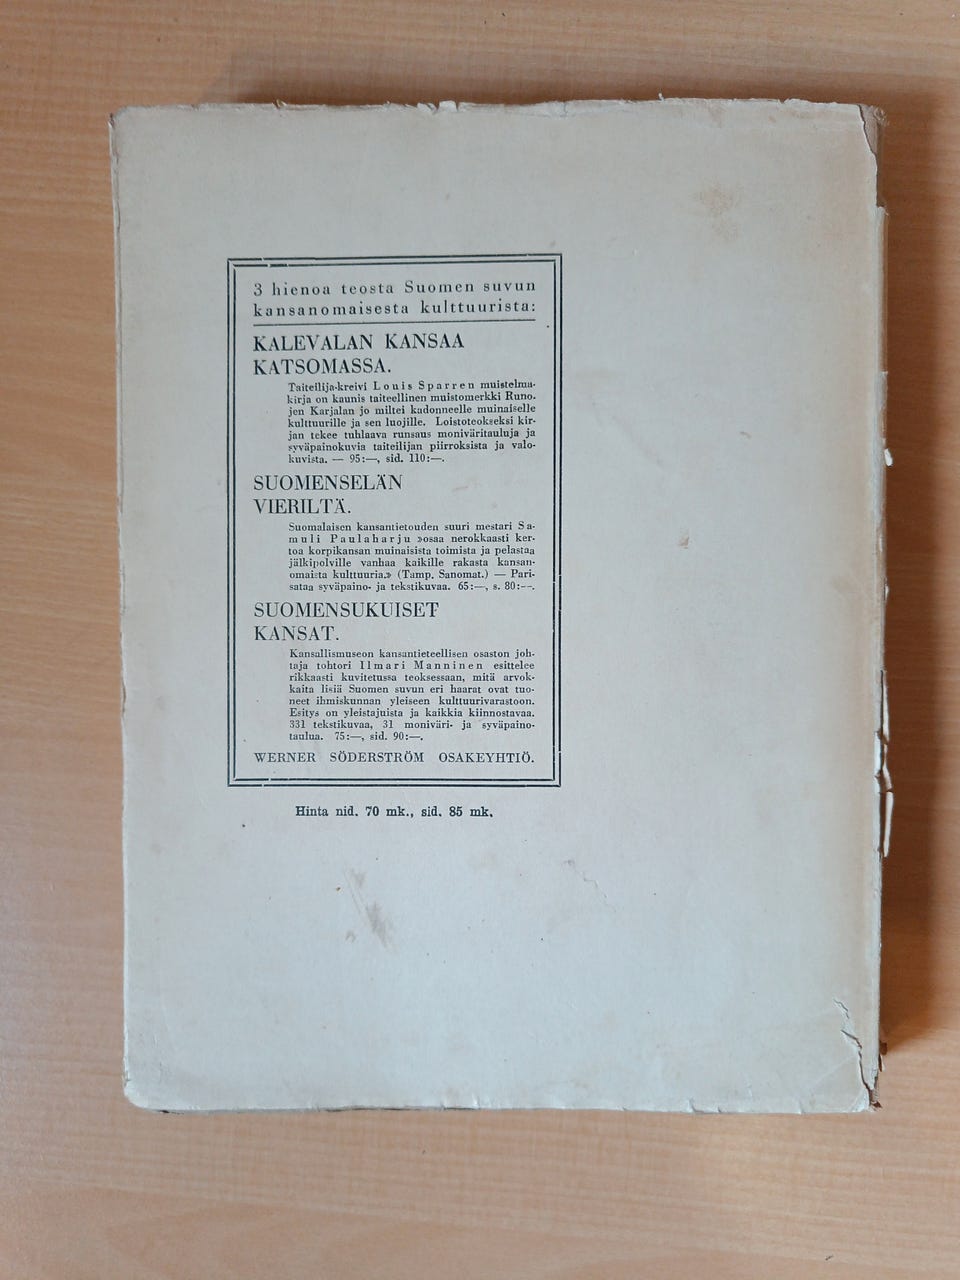 3 hienoa teosta Suomen suvun
kansanomaisesta kulttuurista:
KALEVALAN KANSAA
KATSOMASSA.
Taiteilija-kreivi Louis Sparren muistelma-
kirja on kaunis taiteellinen muistomerkki Runo-
jen Karjalan jo miltei kadonneelle muinaiselle
kulttuurille ja sen luojille. Loistoteokseksi kir-
jan tekee tuhlaava runsaus moniväritauluja ja
syväpainokuvia taiteilijan piirroksista ja valo-
kuvista. — 95:—, sid. 110:—.
SUOMENSELÄN
VIERILTÄ.
Suomalaisen kansantietouden suuri mestari Sa-
muli Paulaharju »osaa nerokkaasti ker-
toa korpikansan muinaisista toimista ja pelastaa
jälkipolville vanhaa kaikille rakasta kansan-
omaista kulttuuria.» (Tamp. Sanomat.) — Pari-
sataa syväpaino- ja tekstikuvaa. 65:—, s. 80:—.
SUOMENSUKUISET
KANSAT.
Kansallismuseon kansantieteellisen osaston joh-
taja tohtori Ilmari Manninen esittelee
rikkaasti kuvitetussa teoksessaan, mitä arvok-
kaita lisiä Suomen suvun eri haarat ovat tuo-
neet ihmiskunnan yleiseen kulttuurivarastoon.
Esitys on yleistajuista ja kaikkia kiinnostavaa.
331 tekstikuvaa, 31 moniväri- ja syväpaino-
taulua. 75:—, sid. 90:—.
WERNER SÖDERSTRÖM OSAKEYHTIÖ.
Hinta nid. 70 mk., sid. 85 mk.